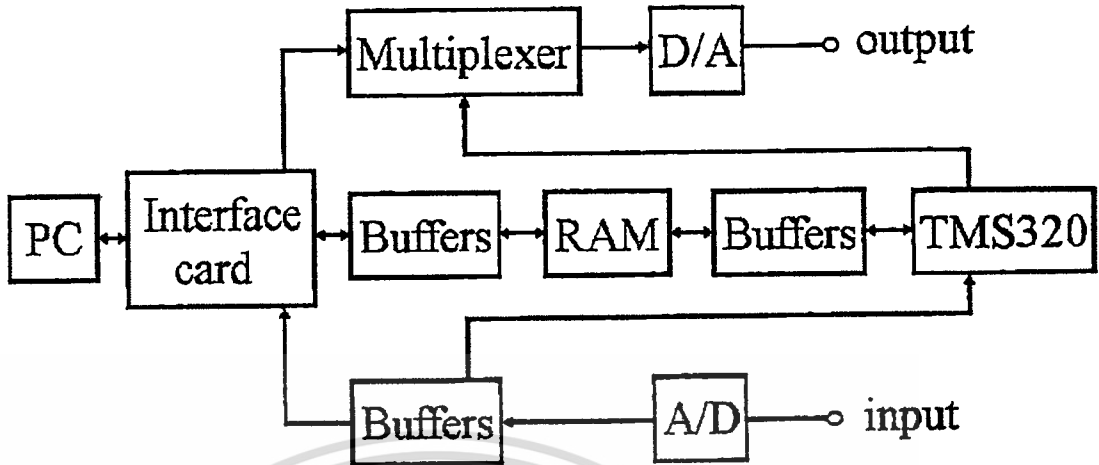 Multiplexer
D/A
output
PC
Interface
card
Buffers
RAM
Buffers
TMS320
Buffers
A/D
input